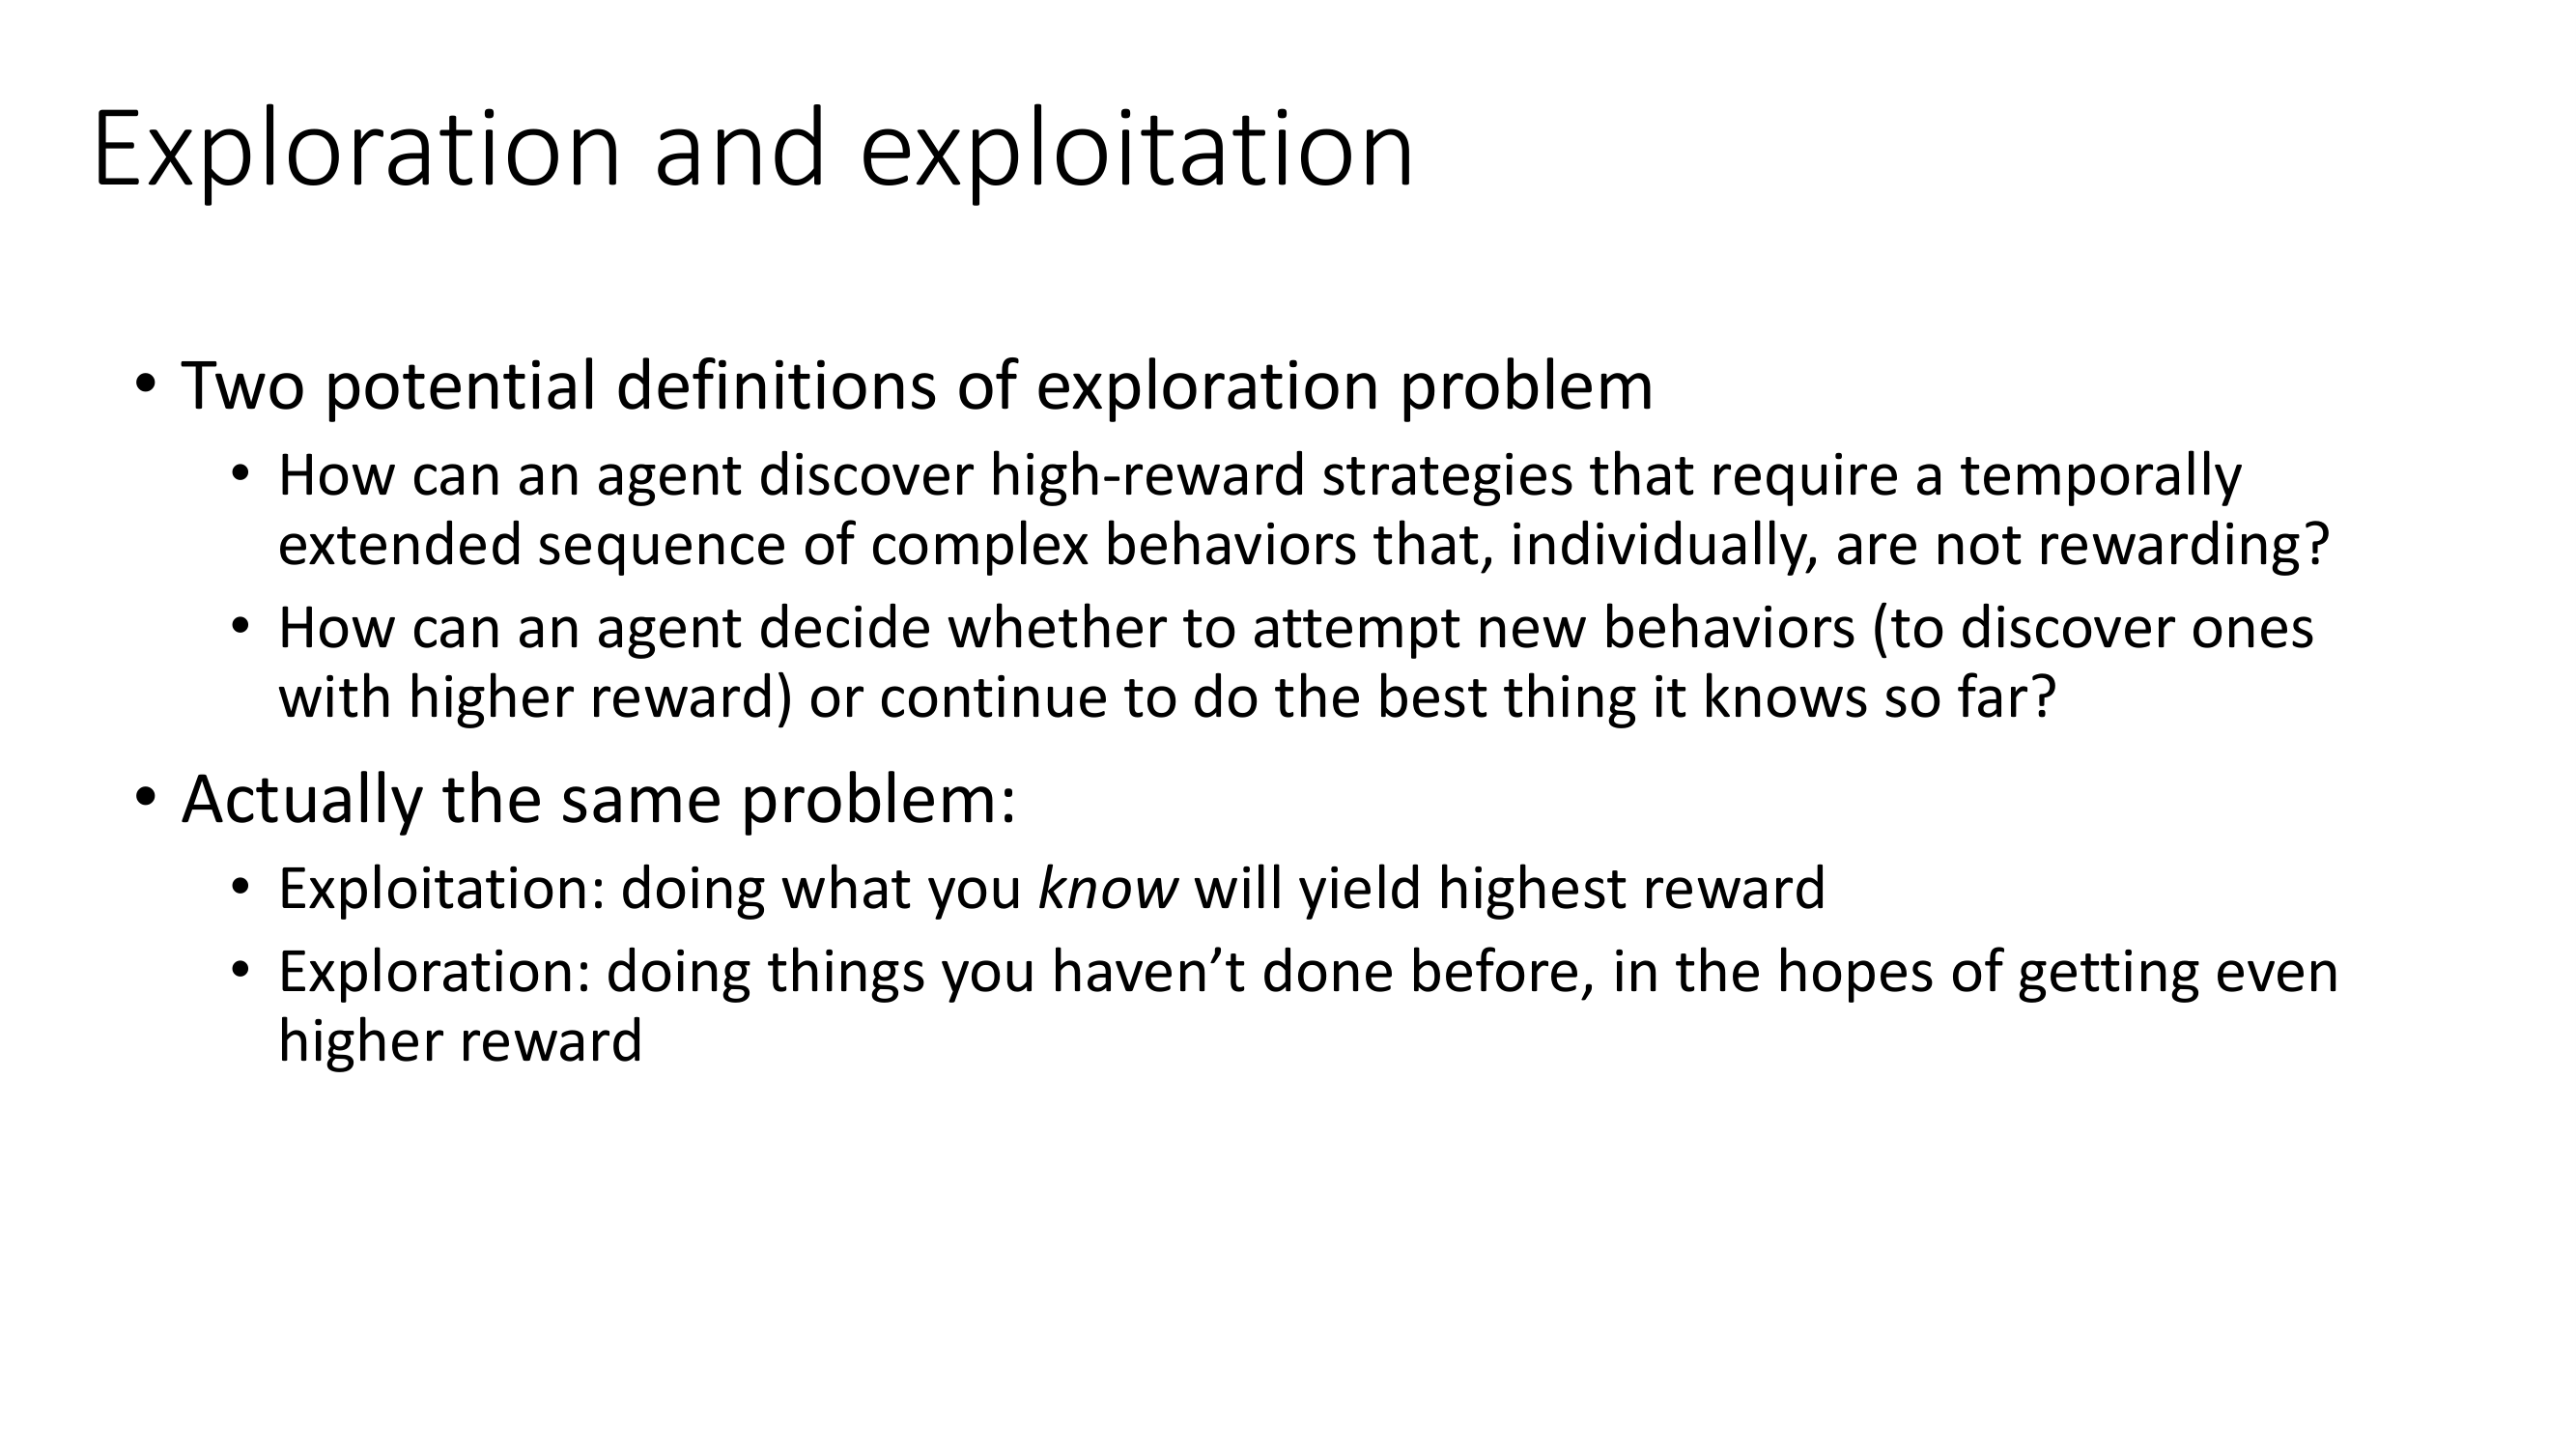 Exploration and exploitation
• Two potential definitions of exploration problem
• How can an agent discover high-reward strategies that require a temporally
extended sequence of complex behaviors that, individually, are not rewarding?
• How can an agent decide whether to attempt new behaviors (to discover ones
with higher reward) or continue to do the best thing it knows so far?
• Actually the same problem:
• Exploitation: doing what you know will yield highest reward
• Exploration: doing things you haven’t done before, in the hopes of getting even
higher reward